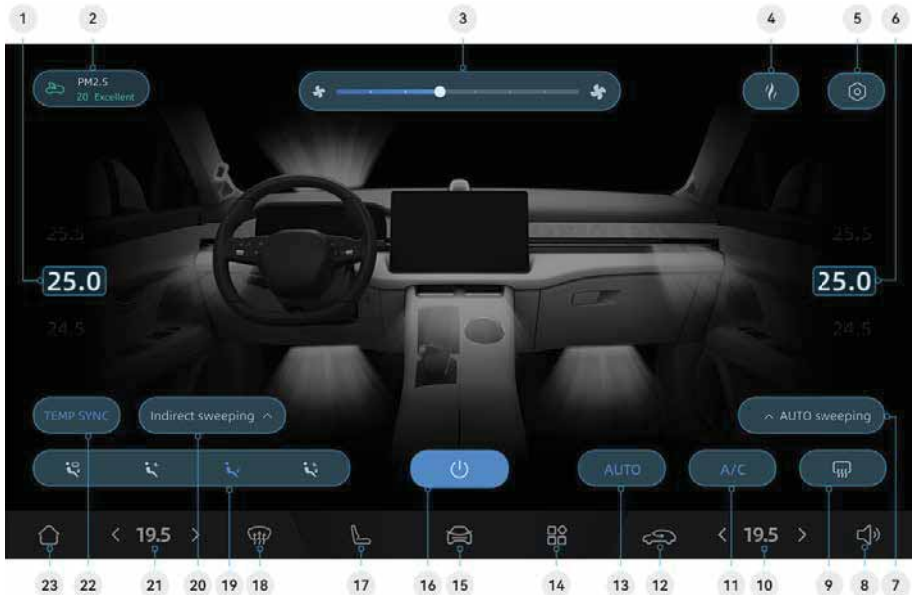 1 2 3 4 5 6
PM2.5
20 Excellent
25.5 25.5
25.0 25.0
24.5 24.5
TEMP SYNC Indirect sweeping AUTO sweeping
AUTO A/C
19.5 19.5
23 22 21 20 19 18 17 16 15 14 13 12 11 10 9 8 7